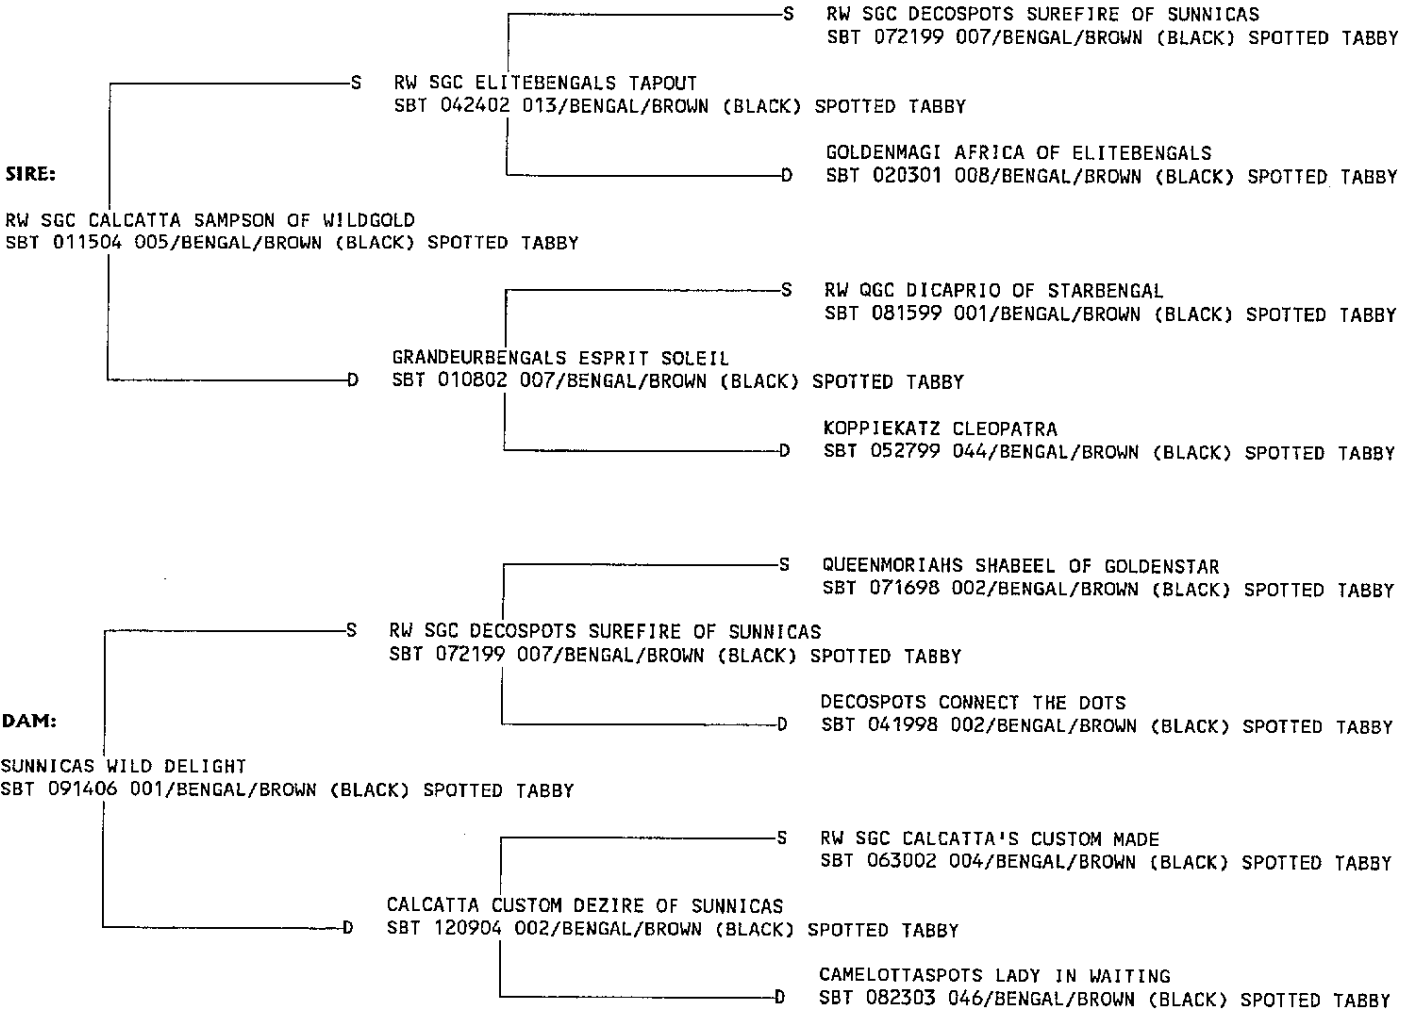 S RW SGC DECOSPOTS SUREFIRE OF SUNNICAS
SBT 072199 007/BENGAL/BROWN (BLACK) SPOTTED TABBY
S RW SGC ELITEBENGALS TAPOUT
SBT 042402 013/BENGAL/BROWN (BLACK) SPOTTED TABBY
GOLDENMAGI AFRICA OF ELITEBENGALS
SIRE:
D SBT 020301 008/BENGAL/BROWN (BLACK) SPOTTED TABBY
RW SGC CALCATTA SAMPSON OF WILDGOLD
SBT 011504 005/BENGAL/BROWN (BLACK) SPOTTED TABBY
S RW QGC DICAPRIO OF STARBENGAL
SBT 081599 001/BENGAL/BROWN (BLACK) SPOTTED TABBY
GRANDEURBENGALS ESPRIT SOLEIL
D SBT 010802 007/BENGAL/BROWN (BLACK) SPOTTED TABBY
KOPPIEKATZ CLEOPATRA
D SBT 052799 044/BENGAL/BROWN (BLACK) SPOTTED TABBY
S QUEENMORIAHS SHABEEL OF GOLDENSTAR
SBT 071698 002/BENGAL/BROWN (BLACK) SPOTTED TABBY
S RW SGC DECOSPOTS SUREFIRE OF SUNNICAS
SBT 072199 007/BENGAL/BROWN (BLACK) SPOTTED TABBY
DECOSPOTS CONNECT THE DOTS
DAM:
D SBT 041998 002/BENGAL/BROWN (BLACK) SPOTTED TABBY
SUNNICAS WILD DELIGHT
SBT 091406 001/BENGAL/BROWN (BLACK) SPOTTED TABBY
S RW SGC CALCATTA'S CUSTOM MADE
SBT 063002 004/BENGAL/BROWN (BLACK) SPOTTED TABBY
CALCATTA CUSTOM DEZIRE OF SUNNICAS
D SBT 120904 002/BENGAL/BROWN (BLACK) SPOTTED TABBY
CAMELOTTASPOTS LADY IN WAITING
D SBT 082303 046/BENGAL/BROWN (BLACK) SPOTTED TABBY